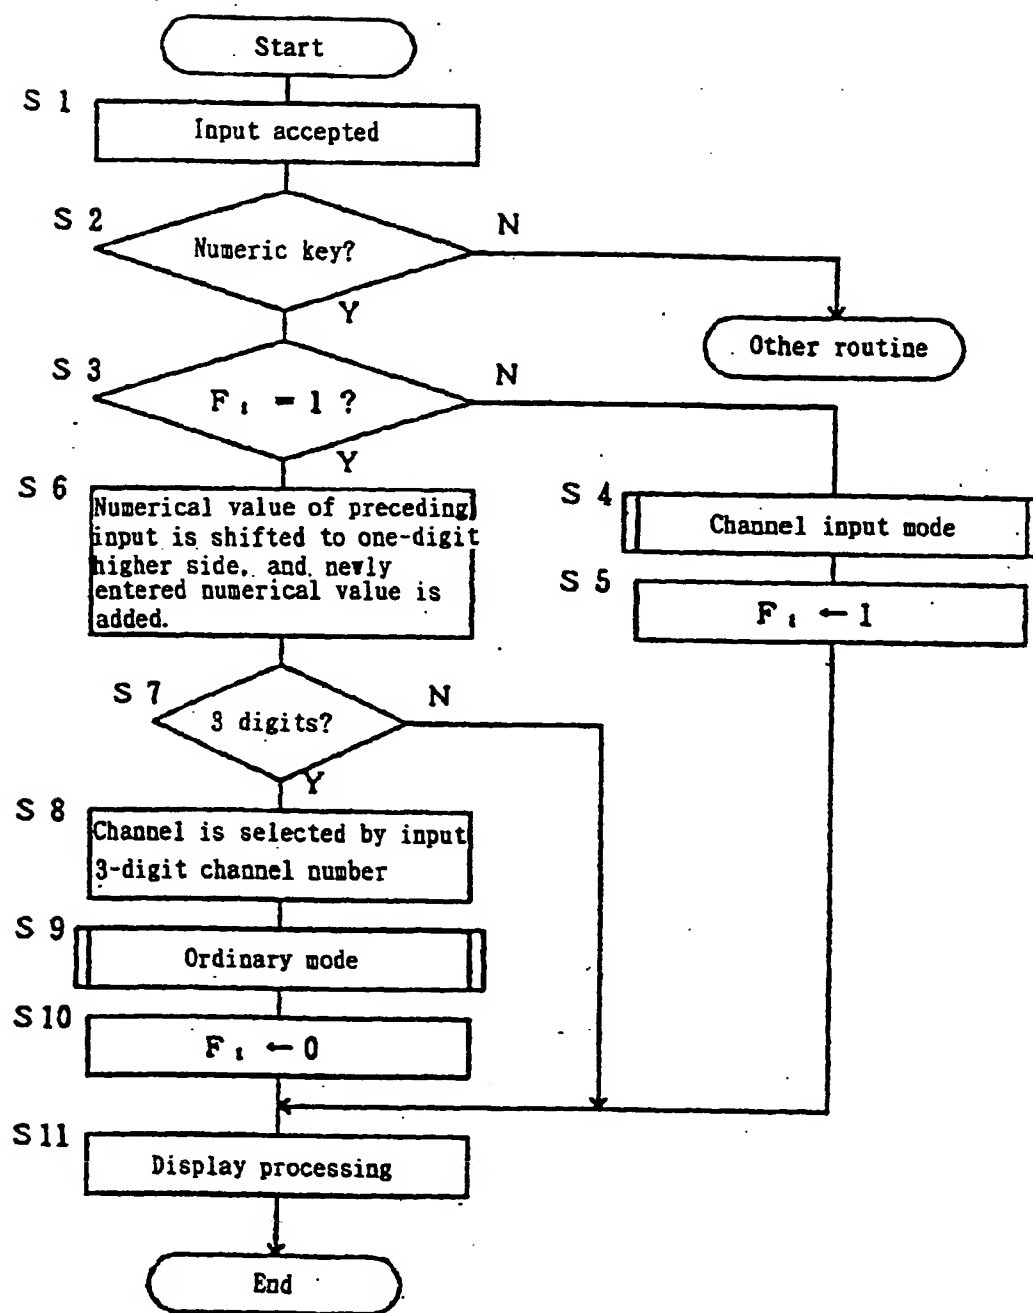 Start
S 1
Input accepted
S 2
Numeric key?
N
Y
Other routine
S 3
F₁ = 1 ?
N
Y
S 6
Numerical value of preceding
input is shifted to one-digit
higher side, and newly
entered numerical value is
added.
S 4
Channel input mode
S 5
F₁ ← 1
S 7
3 digits?
N
Y
S 8
Channel is selected by input
3-digit channel number
S 9
Ordinary mode
S 10
F₁ ← 0
S 11
Display processing
End